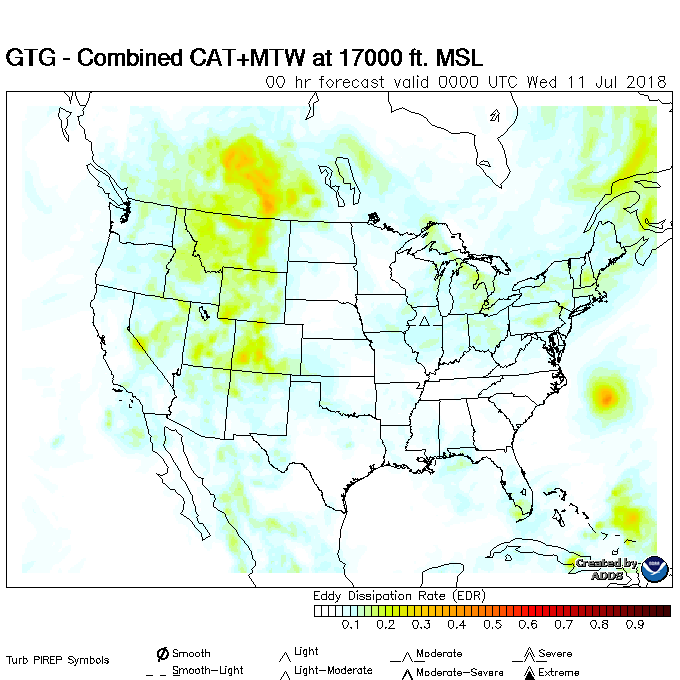 GTG - Combined CAT+MTW at 17000 ft. MSL
00 hr forecast valid 0000 UTC Wed 11 Jul 2018
Created by
ADDS
Eddy Dissipation Rate (EDR)
0.1 0.2 0.3 0.4 0.5 0.6 0.7 0.8 0.9
Turb PIREP Symbols
Smooth Light Moderate Severe
Smooth-Light Light-Moderate Moderate-Severe Extreme